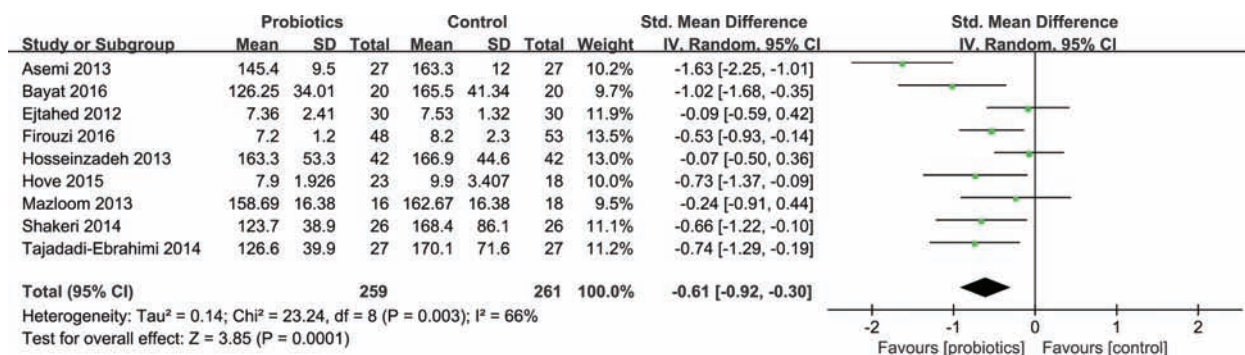 Probiotics Control Std. Mean Difference Std. Mean Difference
Study or Subgroup Mean SD Total Mean SD Total Weight IV. Random, 95% CI IV. Random, 95% CI
Asemi 2013 145.4 9.5 27 163.3 12 27 10.2% -1.63 [-2.25, -1.01]
Bayat 2016 126.25 34.01 20 165.5 41.34 20 9.7% -1.02 [-1.68, -0.35]
Ejtahed 2012 7.36 2.41 30 7.53 1.32 30 11.9% -0.09 [-0.59, 0.42]
Firouzi 2016 7.2 1.2 48 8.2 2.3 53 13.5% -0.53 [-0.93, -0.14]
Hosseinzadeh 2013 163.3 53.3 42 166.9 44.6 42 13.0% -0.07 [-0.50, 0.36]
Hove 2015 7.9 1.926 23 9.9 3.407 18 10.0% -0.73 [-1.37, -0.09]
Mazloom 2013 158.69 16.38 16 162.67 16.38 18 9.5% -0.24 [-0.91, 0.44]
Shakeri 2014 123.7 38.9 26 168.4 86.1 26 11.1% -0.66 [-1.22, -0.10]
Tajadadi-Ebrahimi 2014 126.6 39.9 27 170.1 71.6 27 11.2% -0.74 [-1.29, -0.19]
Total (95% CI) 259 261 100.0% -0.61 [-0.92, -0.30]
Heterogeneity: Tau² = 0.14; Chi² = 23.24, df = 8 (P = 0.003); I² = 66%
Test for overall effect: Z = 3.85 (P = 0.0001)
-2 -1 0 1 2
Favours [probiotics] Favours [control]